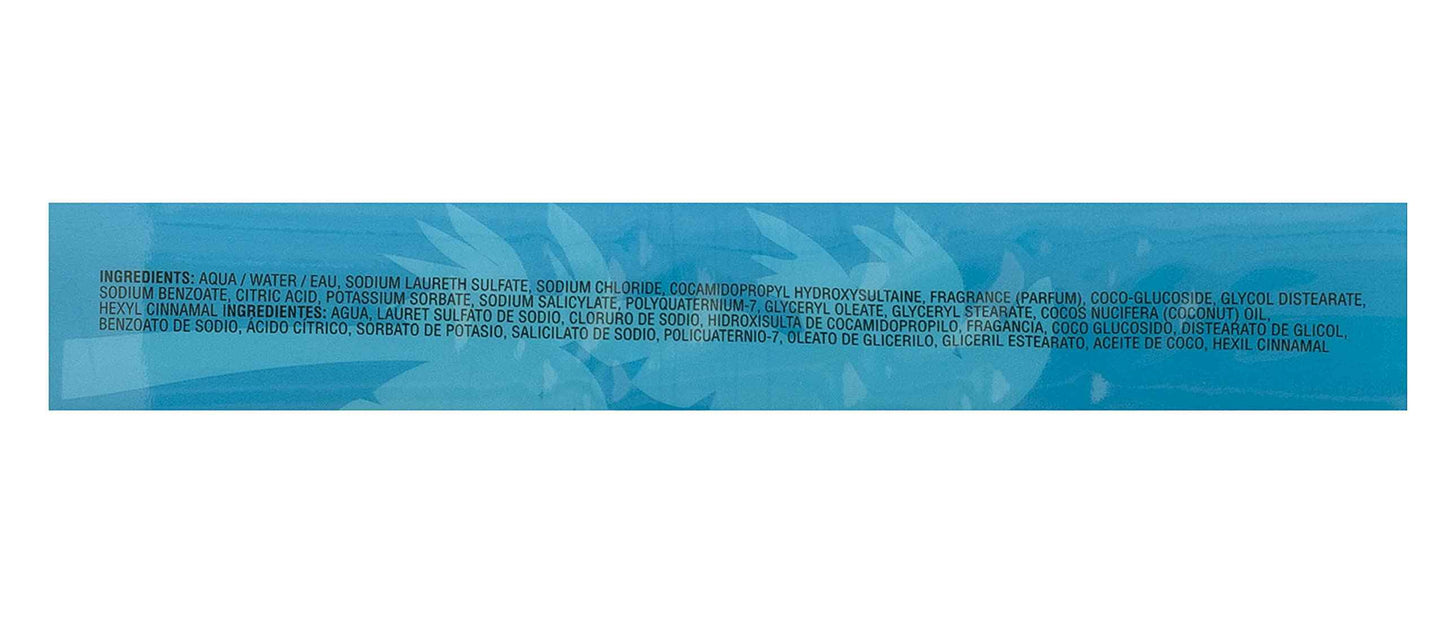 INGREDIENTS: AQUA / WATER / EAU, SODIUM LAURETH SULFATE, SODIUM CHLORIDE, COCAMIDOPROPYL HYDROXYSULTAINE, FRAGRANCE (PARFUM), COCO-GLUCOSIDE, GLYCOL DISTEARATE,
SODIUM BENZOATE, CITRIC ACID, POTASSIUM SORBATE, SODIUM SALICYLATE, POLYQUATERNIUM-7, GLYCERYL OLEATE, GLYCERYL STEARATE, COCOS NUCIFERA (COCONUT) OIL,
HEXYL CINNAMAL INGREDIENTES: AGUA, LAURET SULFATO DE SODIO, CLORURO DE SODIO, HIDROXISULTA DE COCAMIDOPROPILO, FRAGANCIA, COCO GLUCOSIDO, DISTEARATO DE GLICOL,
BENZOATO DE SODIO, ÁCIDO CÍTRICO, SORBATO DE POTASIO, SALICILATO DE SODIO, POLICUATERNIO-7, OLEATO DE GLICERILO, GLICERIL ESTEARATO, ACEITE DE COCO, HEXIL CINNAMAL